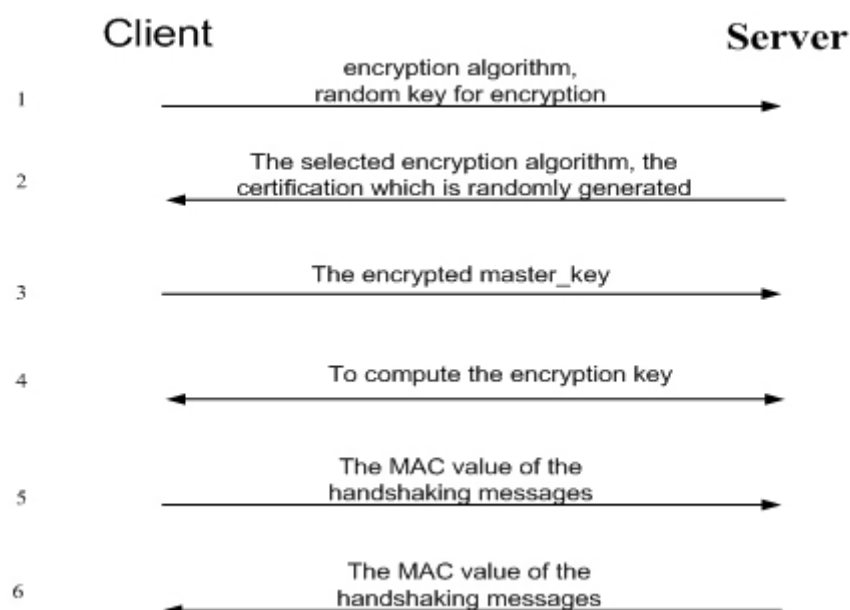 Client
Server
1
encryption algorithm,
random key for encryption
2
The selected encryption algorithm, the
certification which is randomly generated
3
The encrypted master_key
4
To compute the encryption key
5
The MAC value of the
handshaking messages
6
The MAC value of the
handshaking messages